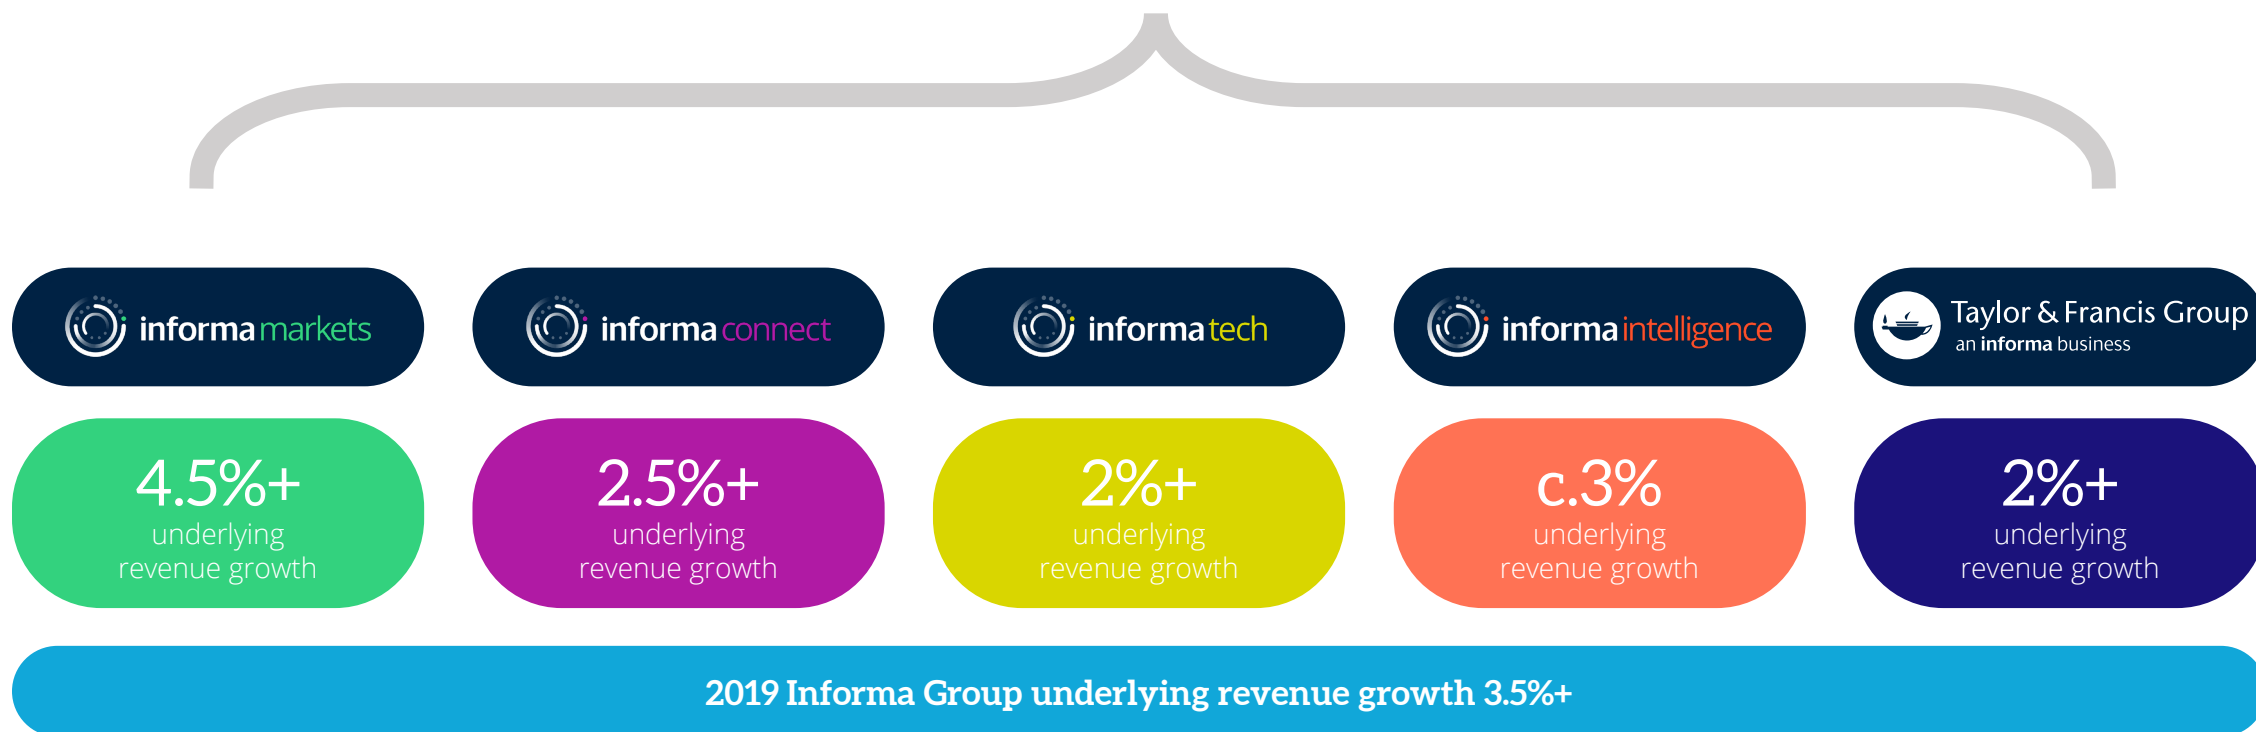 informa markets
informa connect
informa tech
informa intelligence
Taylor & Francis Group
an informa business
4.5%+
underlying
revenue growth
2.5%+
underlying
revenue growth
2%+
underlying
revenue growth
c.3%
underlying
revenue growth
2%+
underlying
revenue growth
2019 Informa Group underlying revenue growth 3.5%+